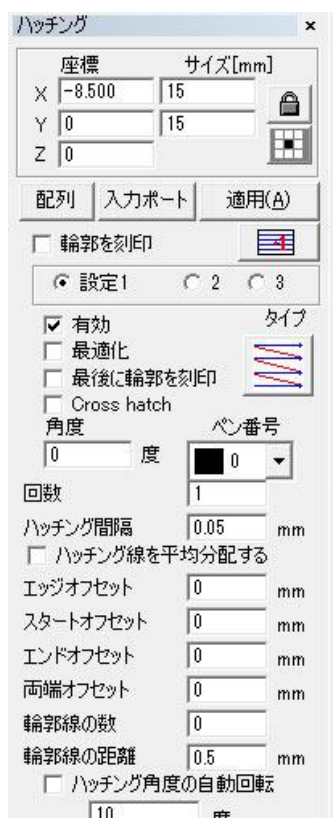 ハッチング ×
座標 サイズ[mm]
X -8.500 15
Y 0 15
Z 0
配列 入力ポート 適用(A)
輪郭を刻印
設定1 2 3
有効 タイプ
最適化
最後に輪郭を刻印
Cross hatch
角度 ペン番号
0 度 0
回数 1
ハッチング間隔 0.05 mm
ハッチング線を平均分配する
エッジオフセット 0 mm
スタートオフセット 0 mm
エンドオフセット 0 mm
両端オフセット 0 mm
輪郭線の数 0
輪郭線の距離 0.5 mm
ハッチング角度の自動回転
10 度